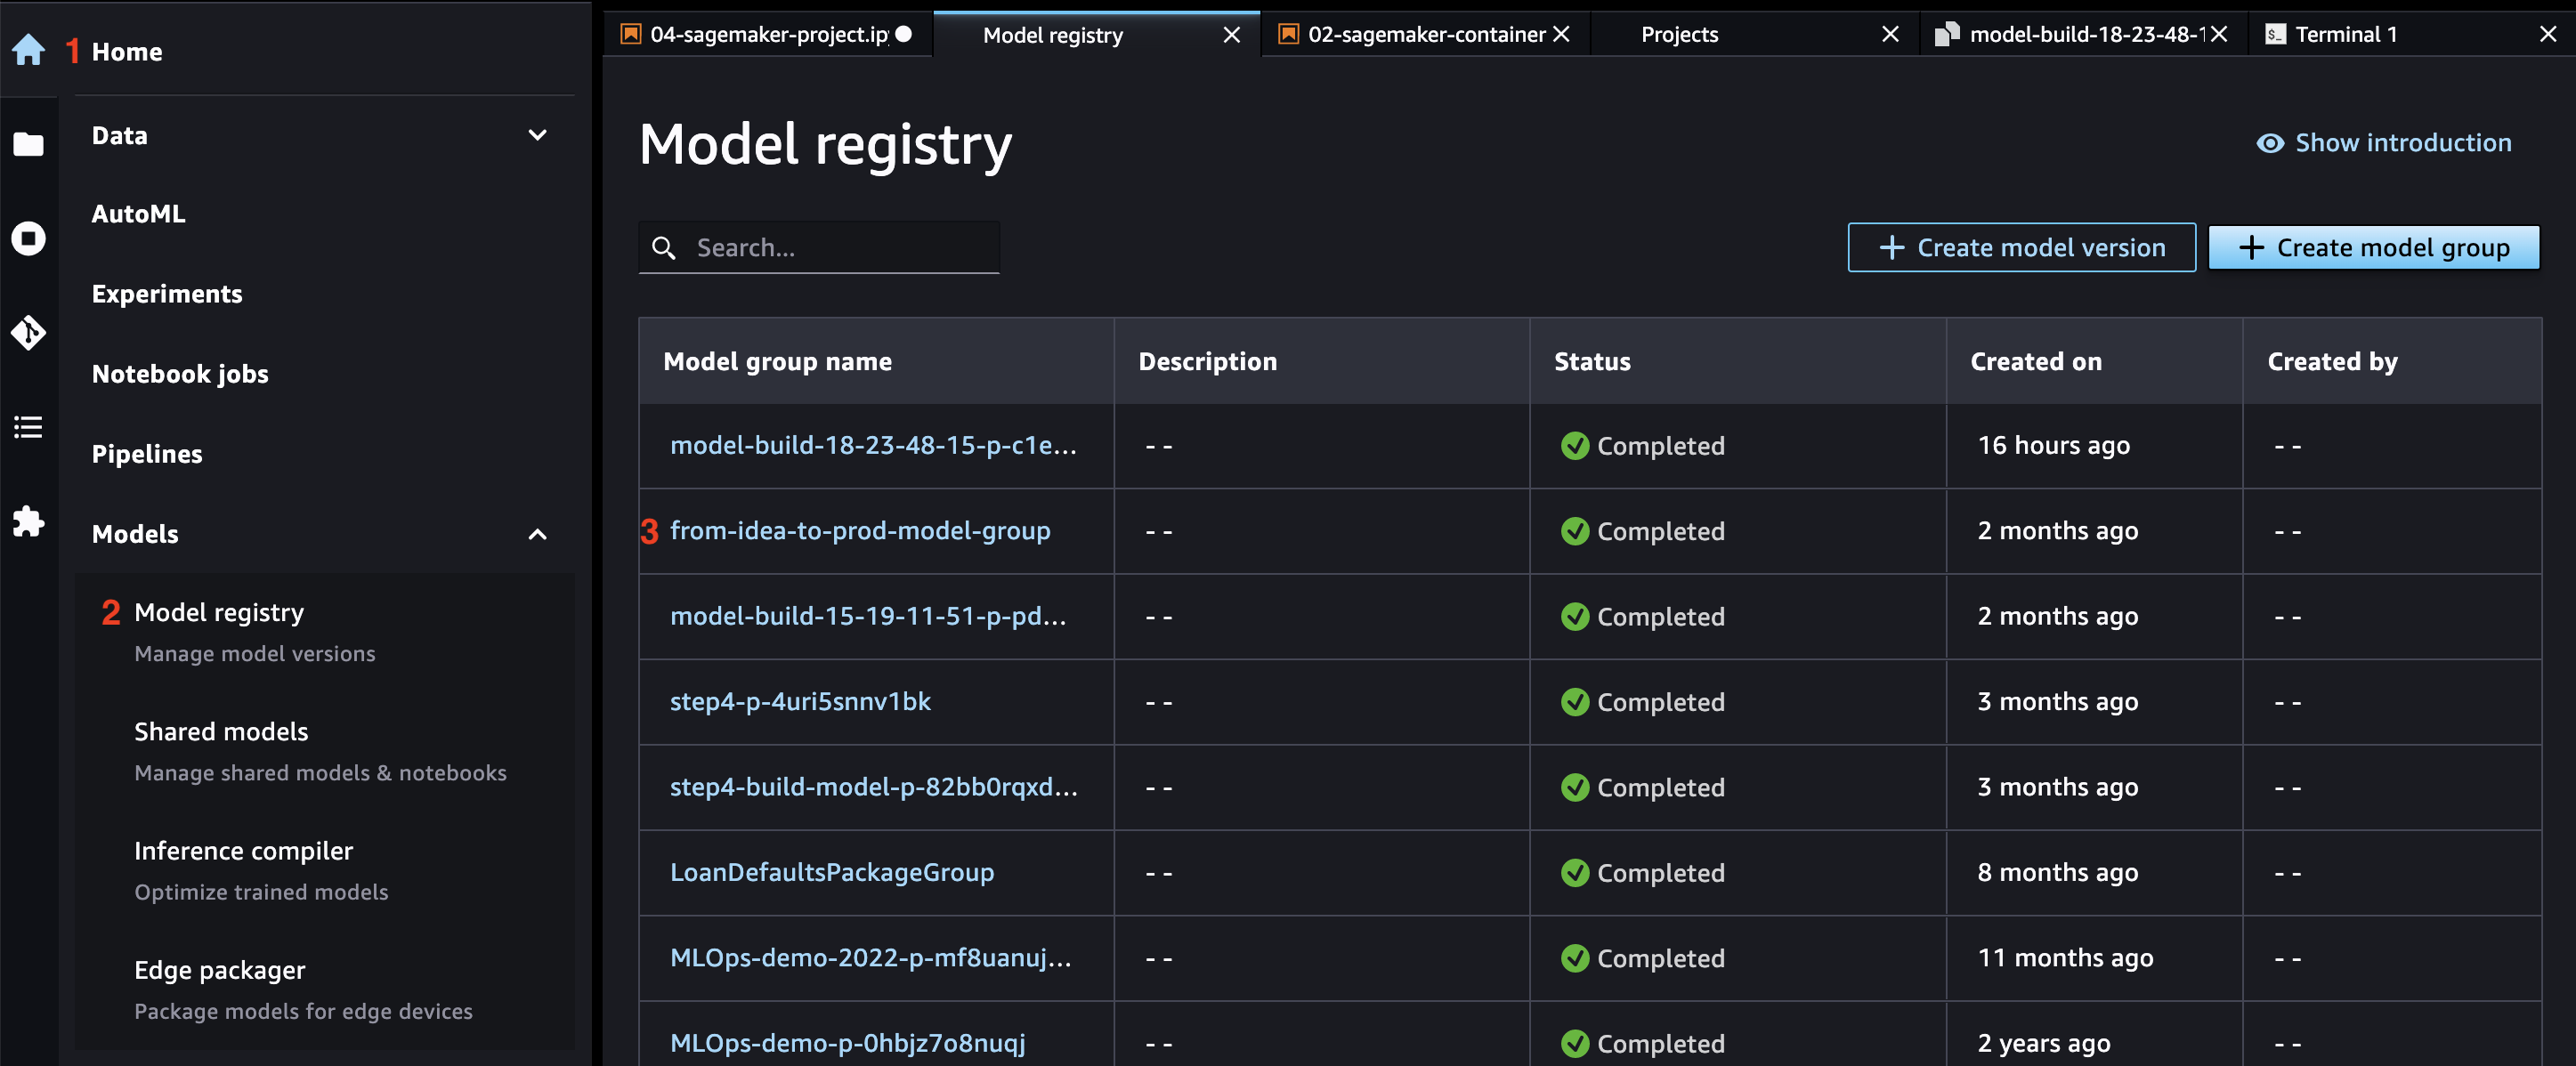 1 Home
Data
AutoML
Experiments
Notebook jobs
Pipelines
Models
2 Model registry
Manage model versions
Shared models
Manage shared models & notebooks
Inference compiler
Optimize trained models
Edge packager
Package models for edge devices
04-sagemaker-project.ip Model registry 02-sagemaker-container Projects model-build-18-23-48-1 Terminal 1
Model registry
Show introduction
Search...
Create model version Create model group
Model group name Description Status Created on Created by
model-build-18-23-48-15-p-c1e... -- Completed 16 hours ago --
3 from-idea-to-prod-model-group -- Completed 2 months ago --
model-build-15-19-11-51-p-pd... -- Completed 2 months ago --
step4-p-4uri5snnv1bk -- Completed 3 months ago --
step4-build-model-p-82bb0rqxd... -- Completed 3 months ago --
LoanDefaultsPackageGroup -- Completed 8 months ago --
MLOps-demo-2022-p-mf8uanuj... -- Completed 11 months ago --
MLOps-demo-p-0hbjz7o8nuqj -- Completed 2 years ago --